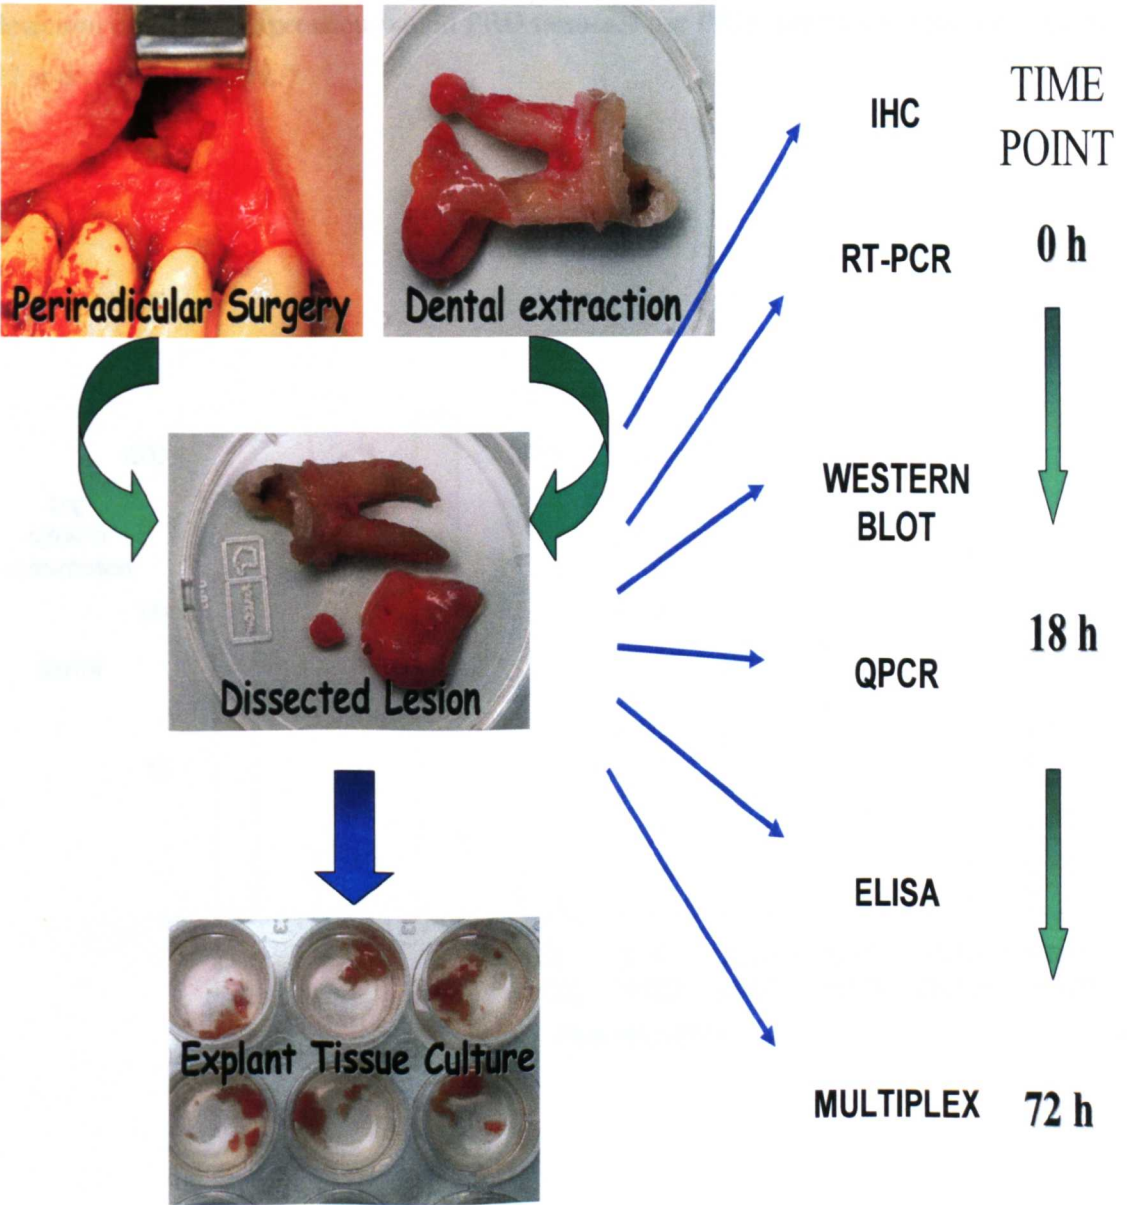 Periradicular Surgery
Dental extraction
Dissected Lesion
Explant Tissue Culture
IHC
RT-PCR
WESTERN
BLOT
QPCR
ELISA
MULTIPLEX
TIME
POINT
0 h
18 h
72 h